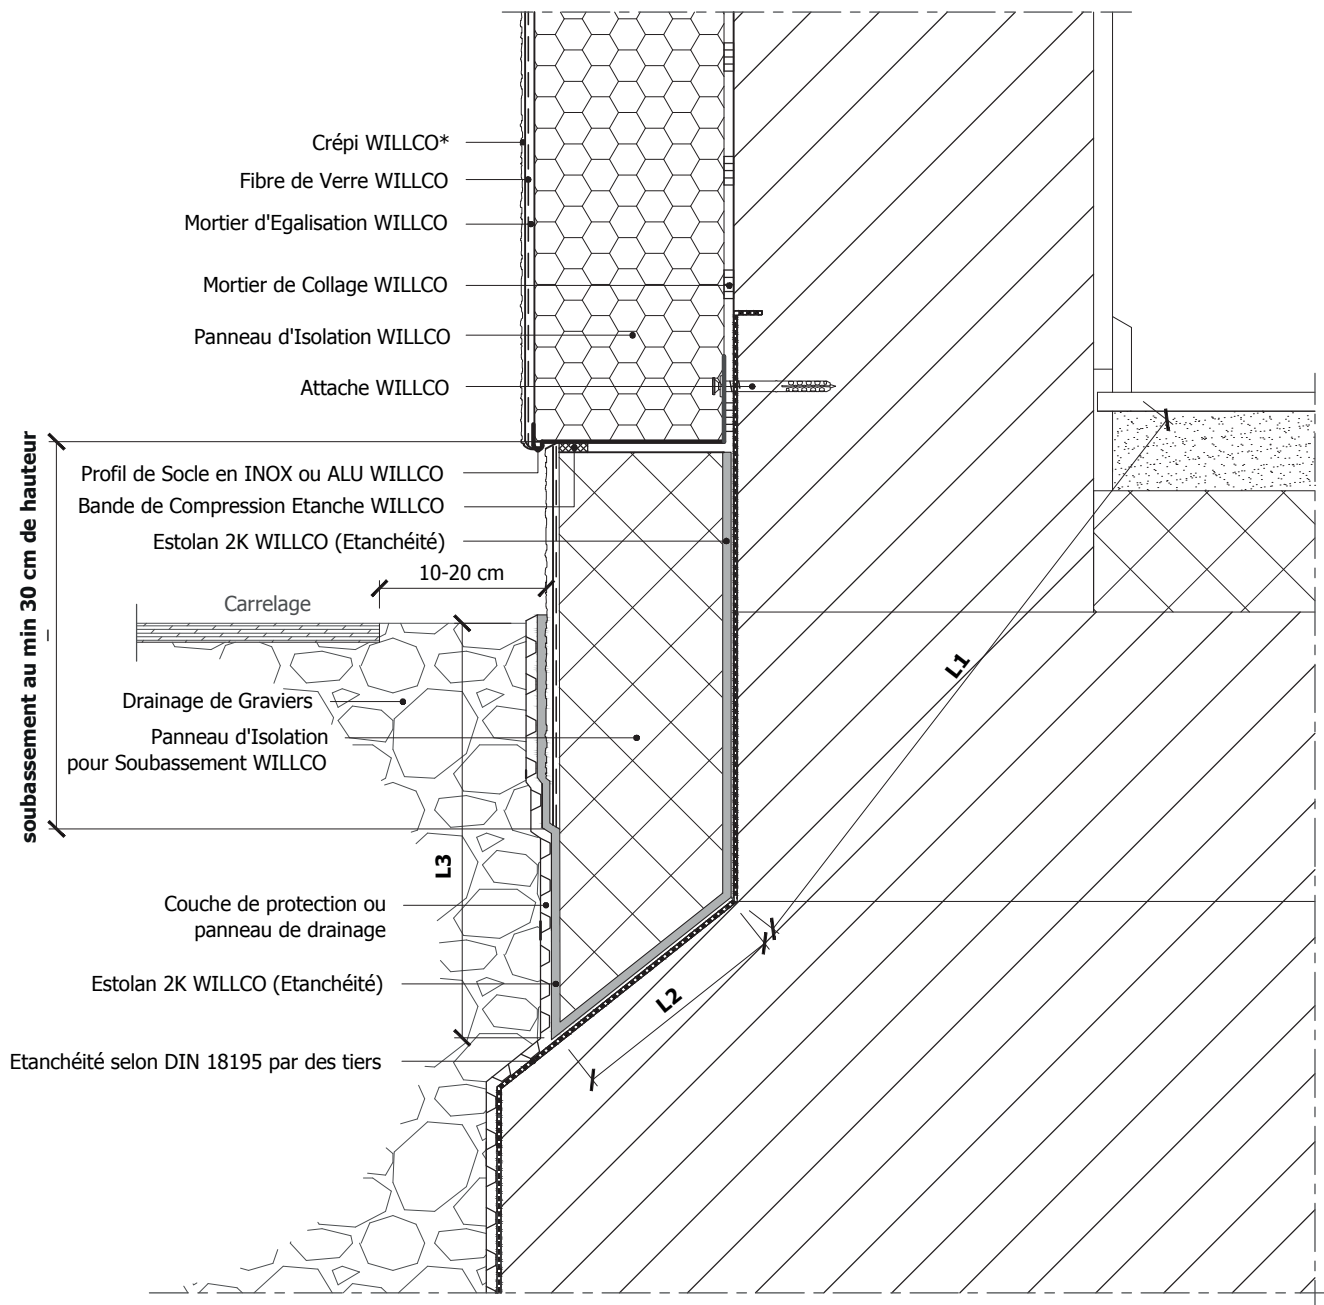 Crépi WILLCO*
Fibre de Verre WILLCO
Mortier d'Egalisation WILLCO
Mortier de Collage WILLCO
Panneau d'Isolation WILLCO
Attache WILLCO
soubassement au min 30 cm de hauteur
Profil de Socle en INOX ou ALU WILLCO
Bande de Compression Etanche WILLCO
Estolan 2K WILLCO (Etanchéité)
10-20 cm
Carrelage
L1
Drainage de Graviers
Panneau d'Isolation
pour Soubassement WILLCO
L3
Couche de protection ou
panneau de drainage
Estolan 2K WILLCO (Etanchéité)
L2
Etanchéité selon DIN 18195 par des tiers